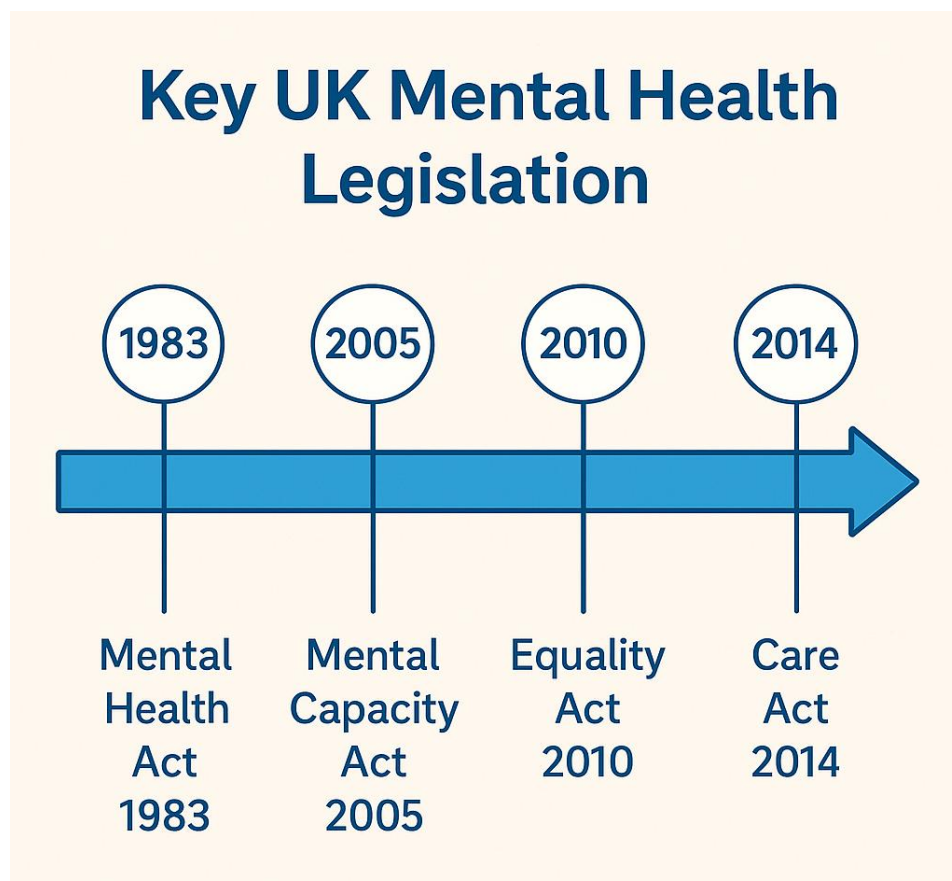 Key UK Mental Health
Legislation
1983
2005
2010
2014
Mental
Health
Act
1983
Mental
Capacity
Act
2005
Equality
Act
2010
Care
Act
2014